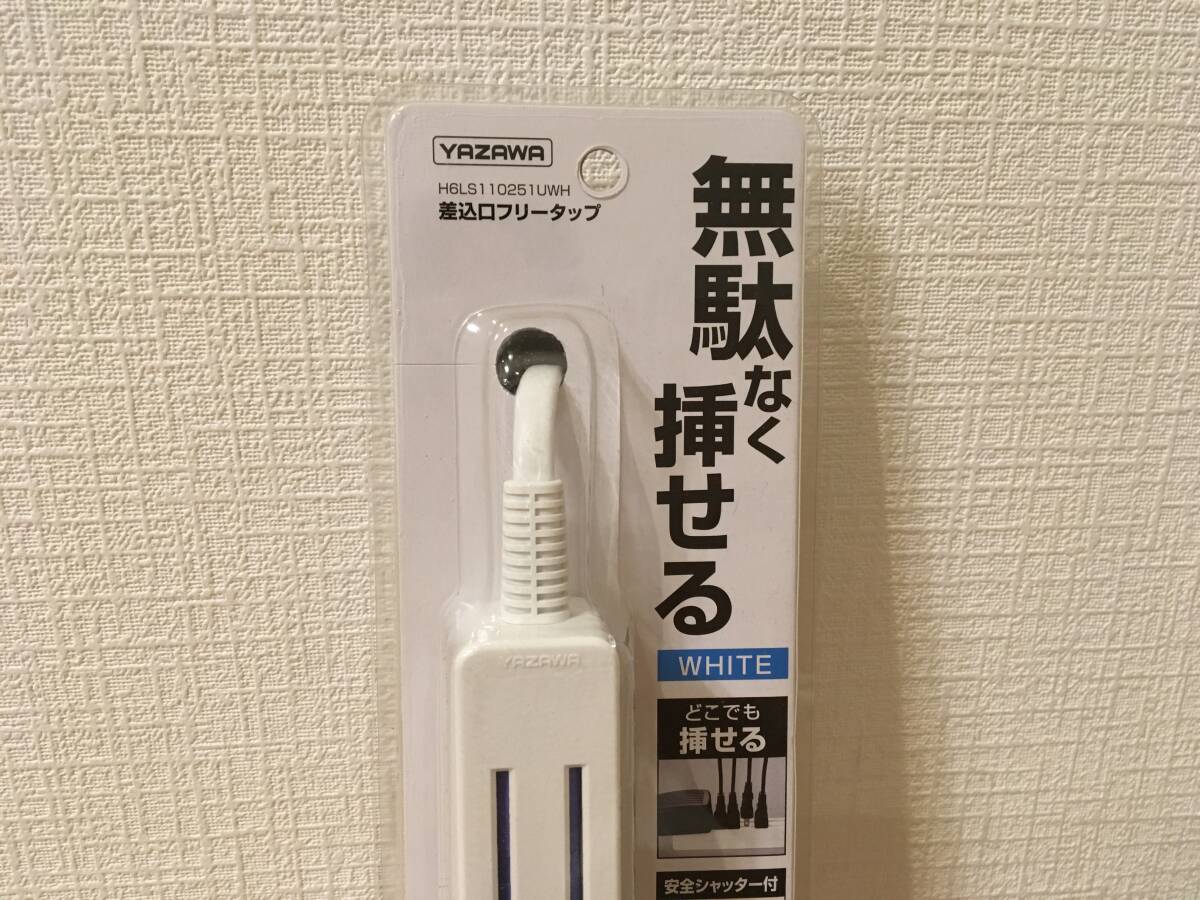 YAZAWA
H6LS110251UWH
差込口フリータップ
無駄なく
挿せる
WHITE
どこでも
挿せる
安全シャッター付
YAZAWA